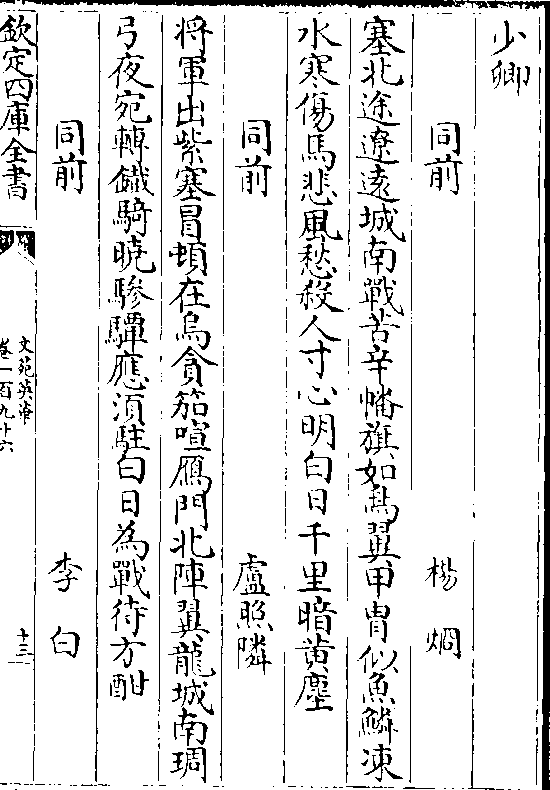 少卿
同前 楊烱
塞北途遼遠城南戰苦辛幡旗如鳥翼甲胄似魚鱗凍
水寒傷馬悲風愁殺人寸心明白日千里暗黄塵
同前 盧照隣
将軍出紫塞冒頓在烏貪笳喧鴈門北陣翼龍城南琱
弓夜宛轉鐵騎曉驂驔應須駐白日為戰待方酣
同前 李白
欽定四庫全書
文苑英華
卷一百九十六
十三